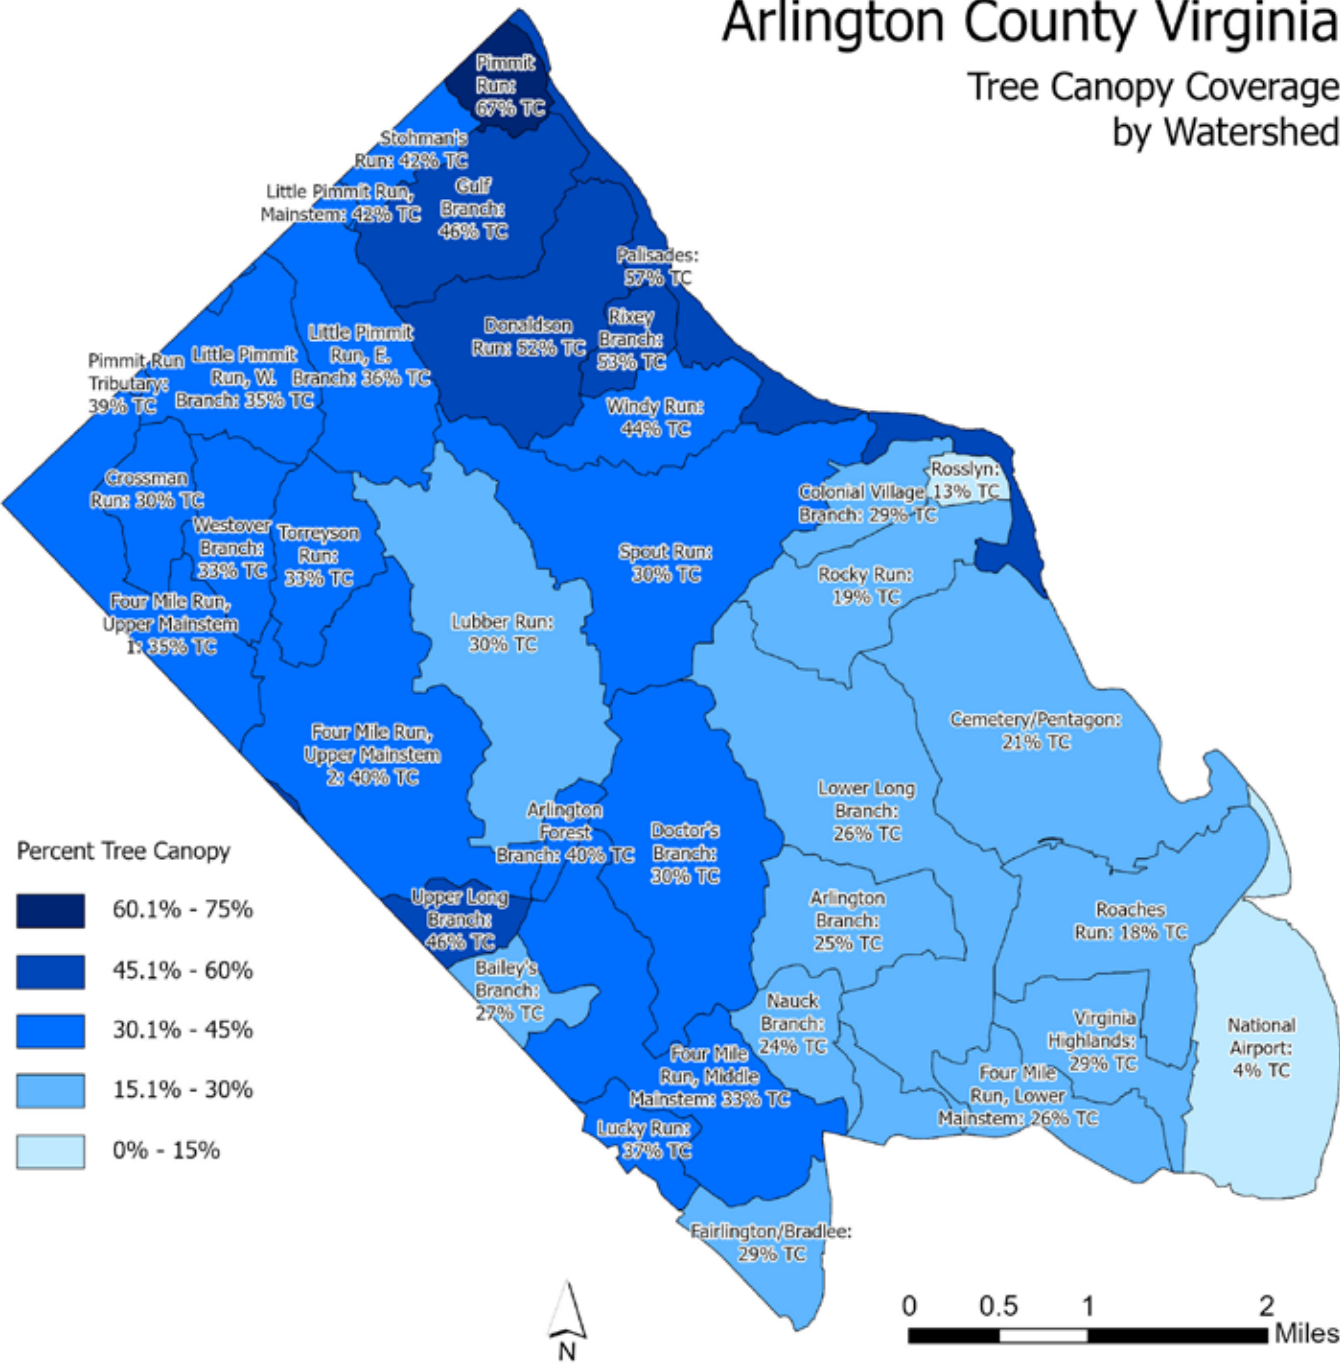 Arlington County Virginia
Tree Canopy Coverage
by Watershed
Pimmit
Run:
67% TC
Stohman's
Run: 42% TC
Little Pimmit Run,
Mainstem: 42% TC
Gulf
Branch:
46% TC
Palisades:
57% TC
Donaldson
Run: 52% TC
Rixey
Branch:
53% TC
Little Pimmit
Run, E.
Branch: 36% TC
Little Pimmit
Run, W.
Branch: 35% TC
Pimmit Run
Tributary:
39% TC
Windy Run:
44% TC
Crossman
Run: 30% TC
Westover
Branch:
33% TC
Torreyson
Run:
33% TC
Rosslyn:
13% TC
Colonial Village
Branch: 29% TC
Spout Run:
30% TC
Rocky Run:
19% TC
Four Mile Run,
Upper Mainstem
1: 35% TC
Lubber Run:
30% TC
Cemetery/Pentagon:
21% TC
Four Mile Run,
Upper Mainstem
2: 40% TC
Lower Long
Branch:
26% TC
Arlington
Forest
Branch: 40% TC
Doctor's
Branch:
30% TC
Upper Long
Branch:
46% TC
Arlington
Branch:
25% TC
Roaches
Run: 18% TC
Bailey's
Branch:
27% TC
Nauck
Branch:
24% TC
Virginia
Highlands:
29% TC
National
Airport:
4% TC
Four Mile
Run, Middle
Mainstem: 33% TC
Four Mile
Run, Lower
Mainstem: 26% TC
Lucky Run:
37% TC
Fairlington/Bradlee:
29% TC
Percent Tree Canopy
60.1% - 75%
45.1% - 60%
30.1% - 45%
15.1% - 30%
0% - 15%
N
0 0.5 1 2
Miles